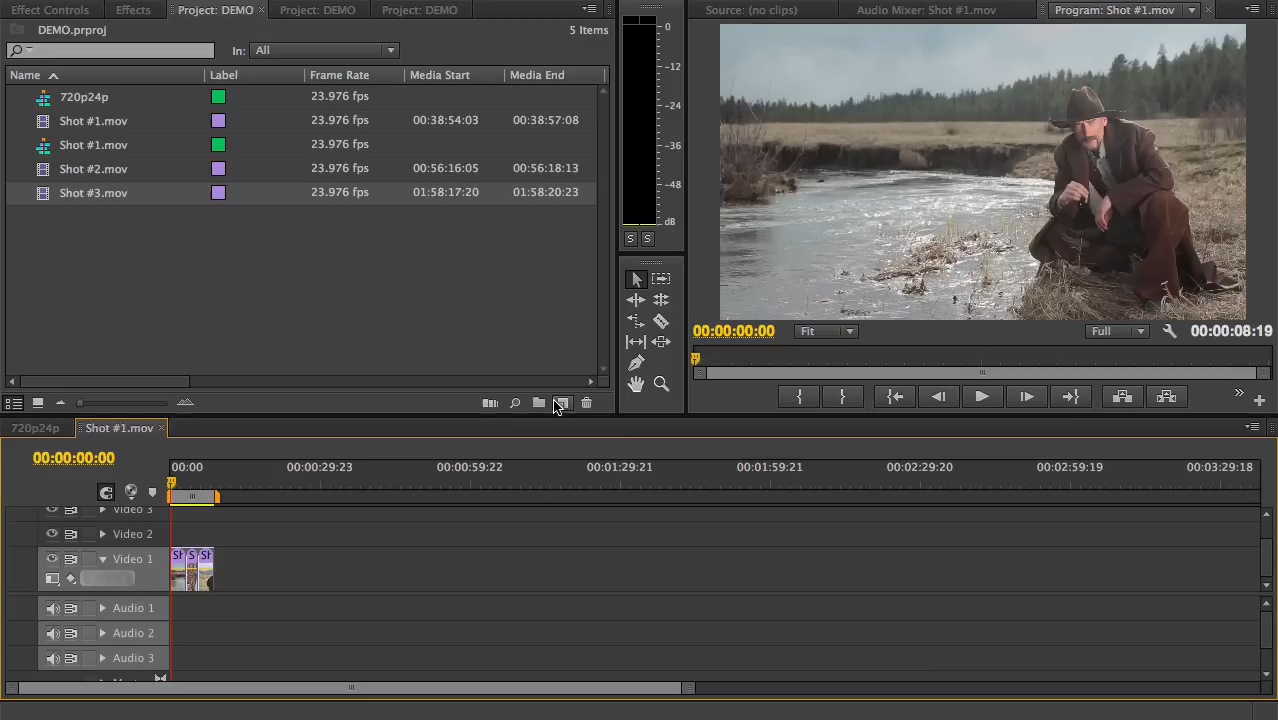 Effect Controls Effects Project: DEMO Project: DEMO Project: DEMO
DEMO.prproj 5 Items
In: All
Name Label Frame Rate Media Start Media End
720p24p 23.976 fps
Shot #1.mov 23.976 fps 00:38:54:03 00:38:57:08
Shot #1.mov 23.976 fps
Shot #2.mov 23.976 fps 00:56:16:05 00:56:18:13
Shot #3.mov 23.976 fps 01:58:17:20 01:58:20:23
0
-12
-24
-36
-48
dB
S S
Source: (no clips) Audio Mixer: Shot #1.mov Program: Shot #1.mov
00:00:00:00 Fit Full 00:00:08:19
720p24p Shot #1.mov
00:00:00:00
00:00 00:00:29:23 00:00:59:22 00:01:29:21 00:01:59:21 00:02:29:20 00:02:59:19 00:03:29:18
Video 3
Video 2
Video 1 Sh S Sh
Audio 1
Audio 2
Audio 3